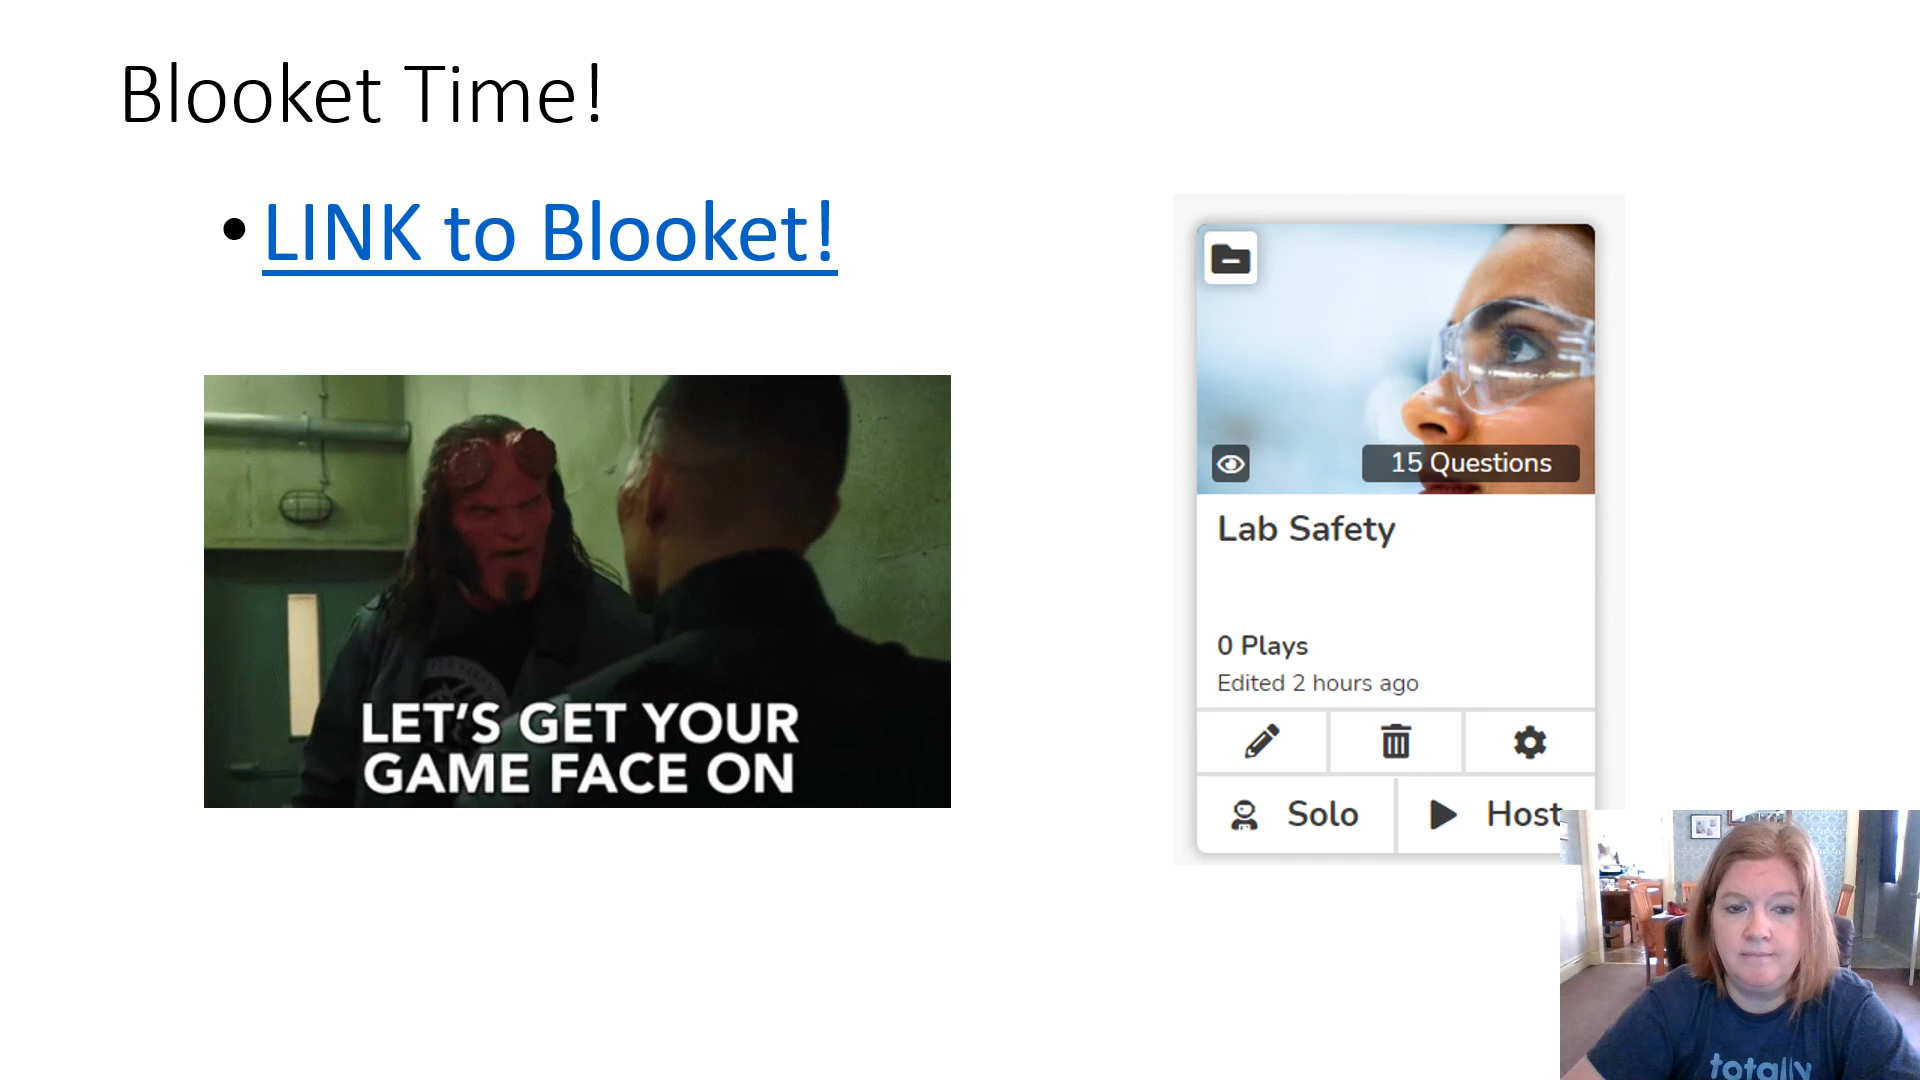 Blooket Time!
• LINK to Blooket!
LET'S GET YOUR
GAME FACE ON
15 Questions
Lab Safety
0 Plays
Edited 2 hours ago
Solo
Host
totally